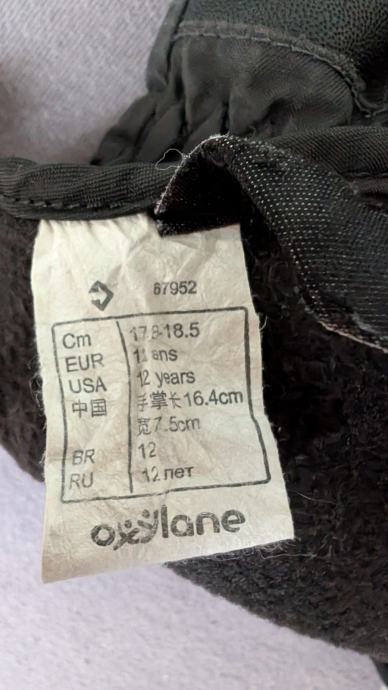 67952
Cm 17.8-18.5
EUR 12 ans
USA 12 years
中国 手掌长16.4cm
宽7.5cm
BR 12
RU 12 лет
oxylane